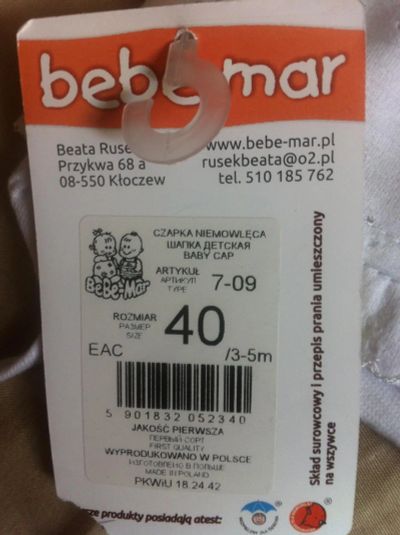 bebe-mar
Beata Rusek
Przykwa 68 a
08-550 Kłoczew
www.bebe-mar.pl
rusekbeata@o2.pl
tel. 510 185 762
CZAPKA NIEMOWLĘCA
ШАПКА ДЕТСКАЯ
BABY CAP
BeBe-Mar
ARTYKUŁ
АРТИКУЛ
TYPE
7-09
ROZMIAR
РАЗМЕР
SIZE
40
/3-5m
EAC
5 901832 052340
JAKOŚĆ PIERWSZA
ПЕРВЫЙ СОРТ
FIRST QUALITY
WYPRODUKOWANO W POLSCE
ИЗГОТОВЛЕНО В ПОЛЬШЕ
MADE IN POLAND
PKWiU 18.24.42
Skład surowcowy i przepis prania umieszczony
na wszywce
produkty posiadają atest: